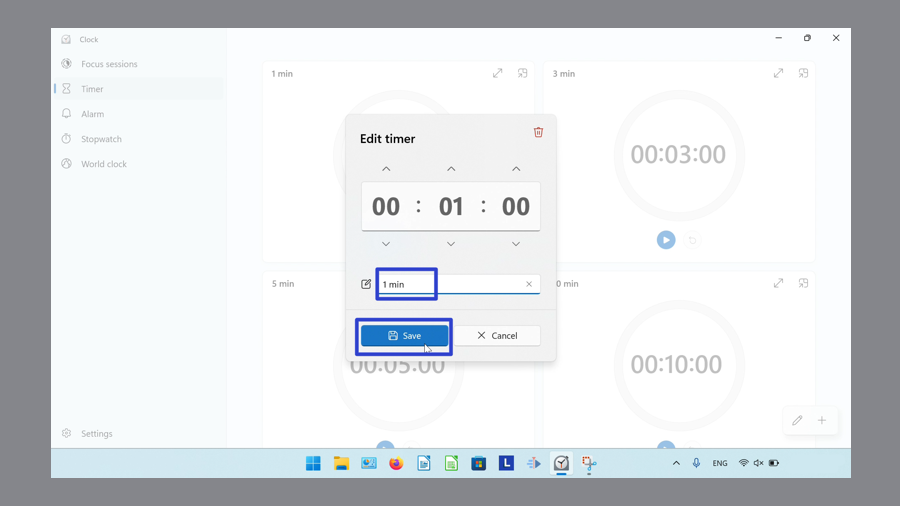 Clock
Focus sessions
Timer
Alarm
Stopwatch
World clock
Settings
1 min
3 min
00:03:00
Edit timer
00 : 01 : 00
1 min
Save
Cancel
5 min
0 min
00:05:00
00:10:00
L
ENG